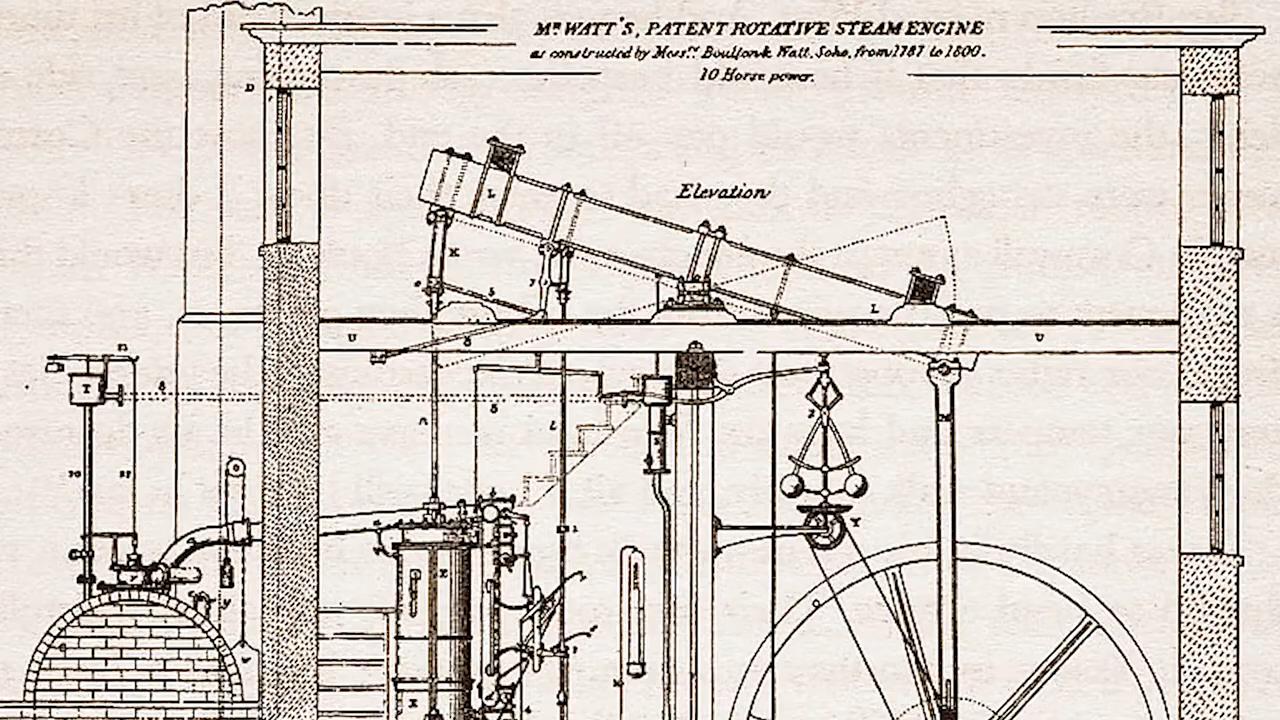 Mʀ WATT'S, PATENT ROTATIVE STEAM ENGINE
as constructed by Messʳˢ Boulton & Watt, Soho, from 1787 to 1800.
10 Horse power.
D
Elevation
L
K
L
U
U
T
Z
Y
E